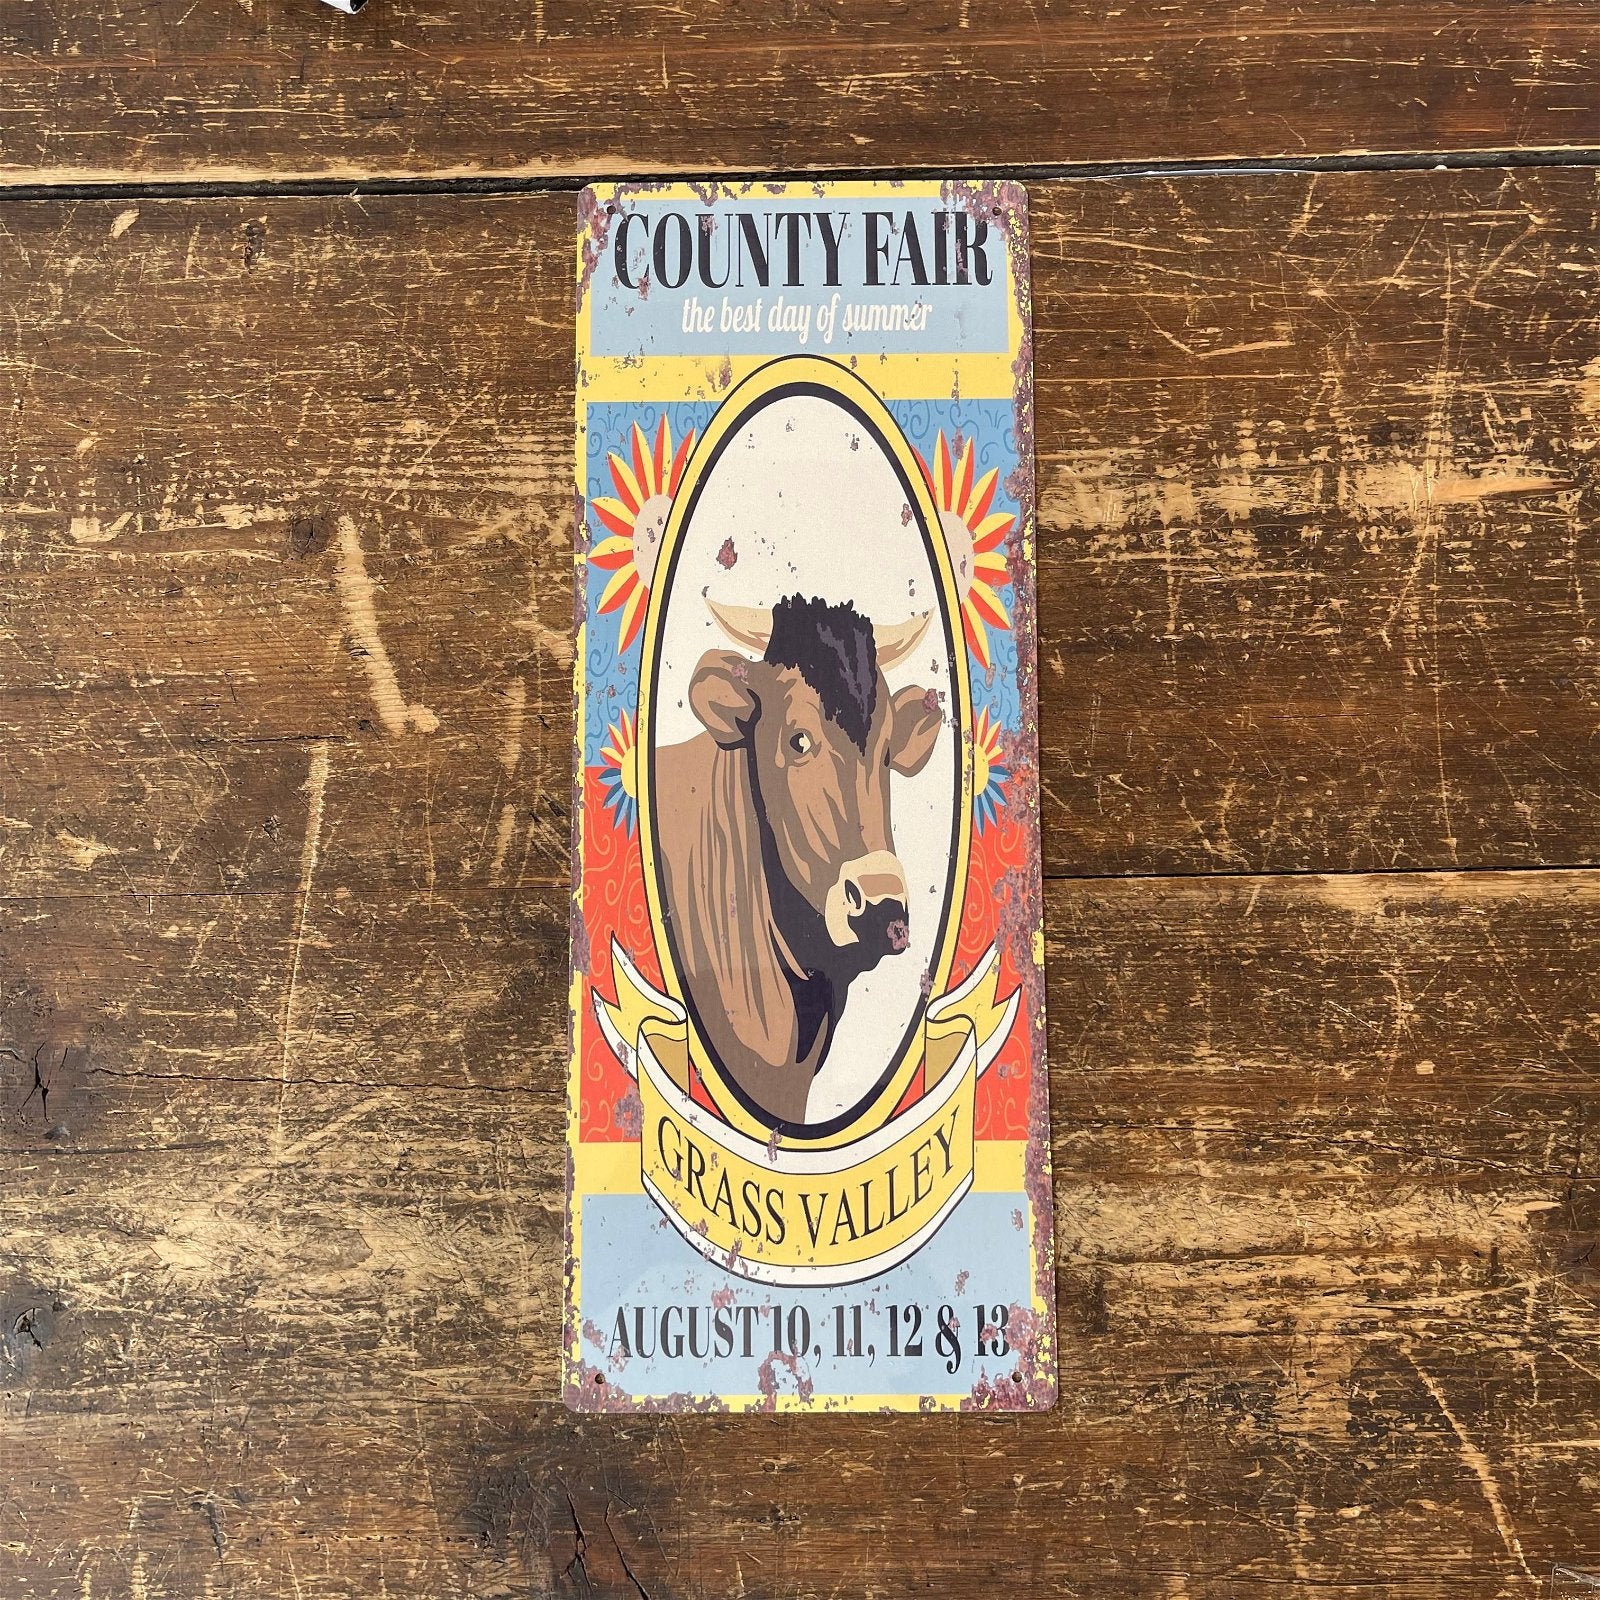 COUNTY FAIR
the best day of summer
GRASS VALLEY
AUGUST 10, 11, 12 & 13